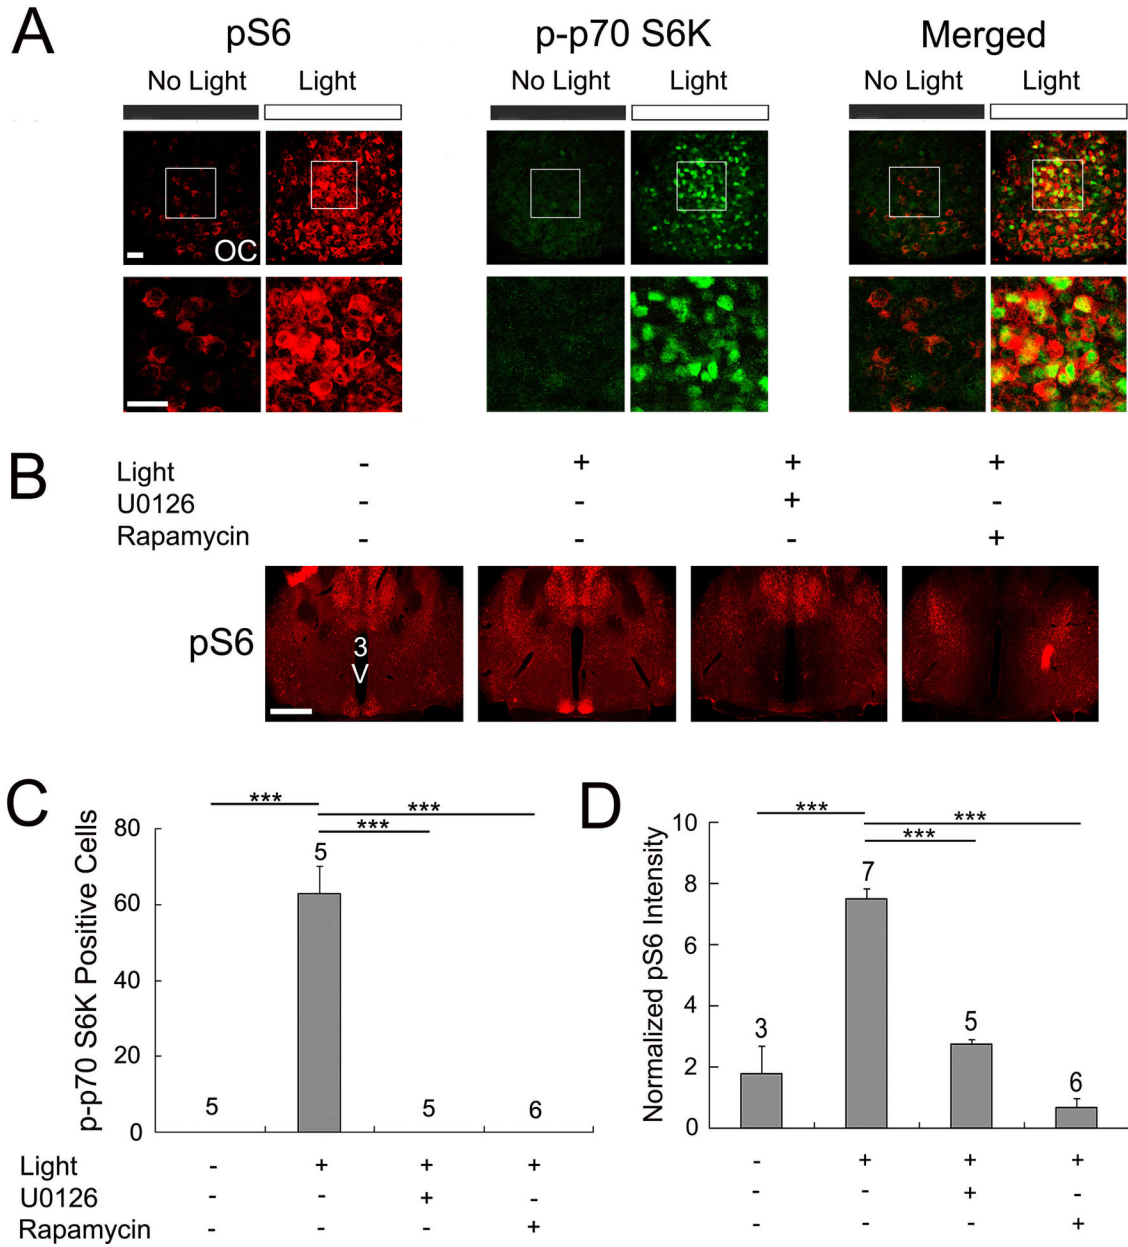 A
pS6 p-p70 S6K Merged
No Light Light No Light Light No Light Light
OC
B
Light - + + +
U0126 - - + -
Rapamycin - - - +
pS6
3
V
C
p-p70 S6K Positive Cells
***
***
***
80
60
40
20
0
5 5 5 6
Light - + + +
U0126 - - + -
Rapamycin - - - +
D
Normalized pS6 Intensity
***
***
***
10
8
6
4
2
0
3 7 5 6
- + + +
- - + -
- - - +